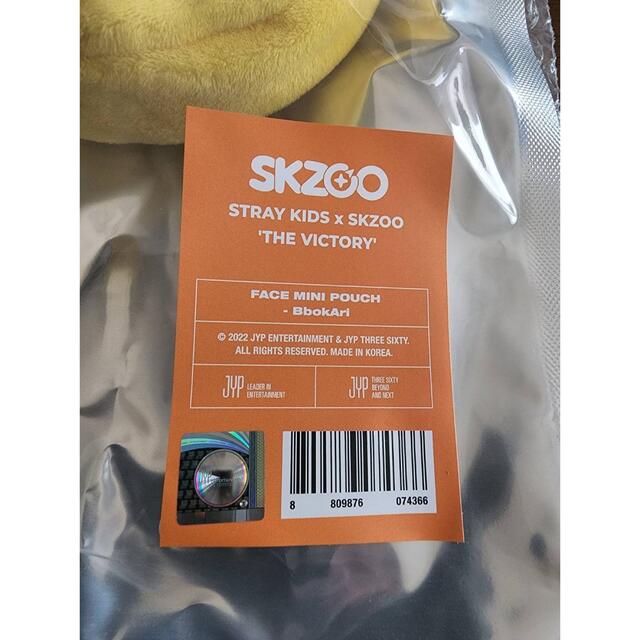 SKZOO
STRAY KIDS x SKZOO
'THE VICTORY'
FACE MINI POUCH
- BbokAri
© 2022 JYP ENTERTAINMENT & JYP THREE SIXTY.
ALL RIGHTS RESERVED. MADE IN KOREA.
JYP LEADER IN
ENTERTAINMENT
JYP THREE SIXTY
BEYOND
AND NEXT
8 809876 074366